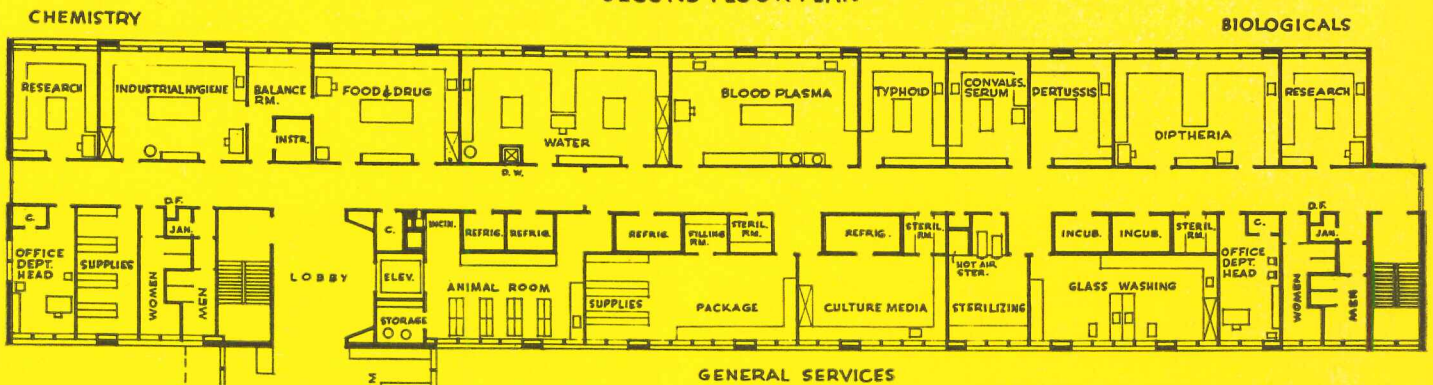 SECOND FLOOR PLAN
CHEMISTRY
BIOLOGICALS
RESEARCH
INDUSTRIAL HYGIENE
BALANCE
RM.
INSTR.
FOOD & DRUG
WATER
D.W.
BLOOD PLASMA
TYPHOID
CONVALES.
SERUM
PERTUSSIS
DIPTHERIA
RESEARCH
C.
OFFICE
DEPT.
HEAD
SUPPLIES
D.F.
JAN.
WOMEN
MEN
LOBBY
C.
ELEV.
STORAGE
INCIN.
REFRIG.
REFRIG.
ANIMAL ROOM
REFRIG.
FILLING
RM.
STERIL.
RM.
SUPPLIES
PACKAGE
REFRIG.
STERIL.
RM.
CULTURE MEDIA
HOT AIR
STER.
STERILIZING
INCUB.
INCUB.
STERIL.
RM.
GLASS WASHING
C.
OFFICE
DEPT.
HEAD
D.F.
JAN.
WOMEN
MEN
M
GENERAL SERVICES